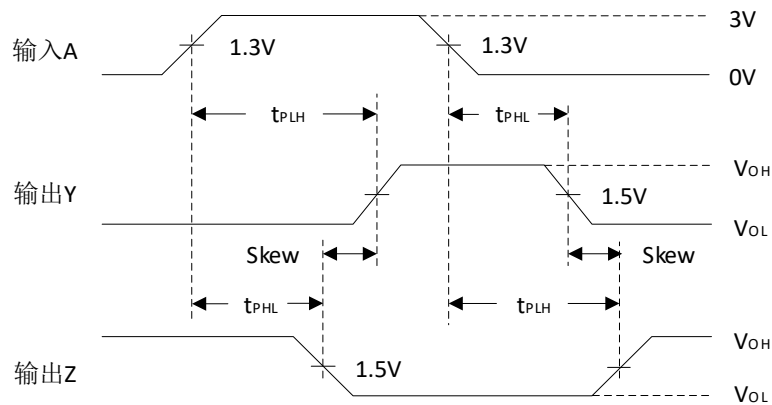 3V
输入A
1.3V
1.3V
0V
tPLH
tPHL
VOH
输出Y
1.5V
VOL
Skew
Skew
tPHL
tPLH
VOH
输出Z
1.5V
VOL